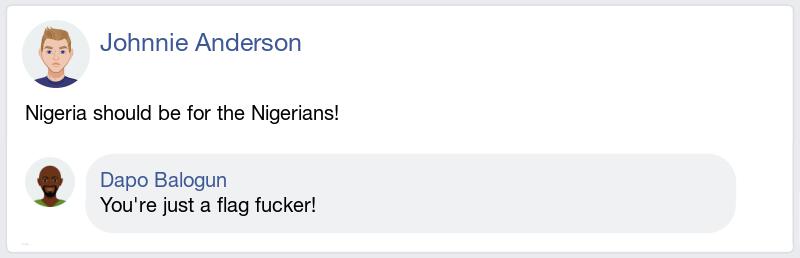 Johnnie Anderson
Nigeria should be for the Nigerians!
Dapo Balogun
You're just a flag fucker!